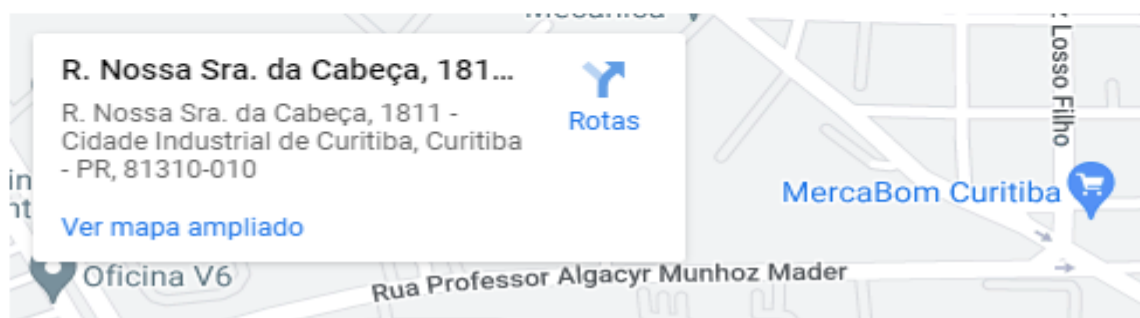 R. Nossa Sra. da Cabeça, 181...
R. Nossa Sra. da Cabeça, 1811 -
Cidade Industrial de Curitiba, Curitiba
- PR, 81310-010
Ver mapa ampliado
Rotas
Losso Filho
MercaBom Curitiba
Oficina V6
Rua Professor Algacyr Munhoz Mader